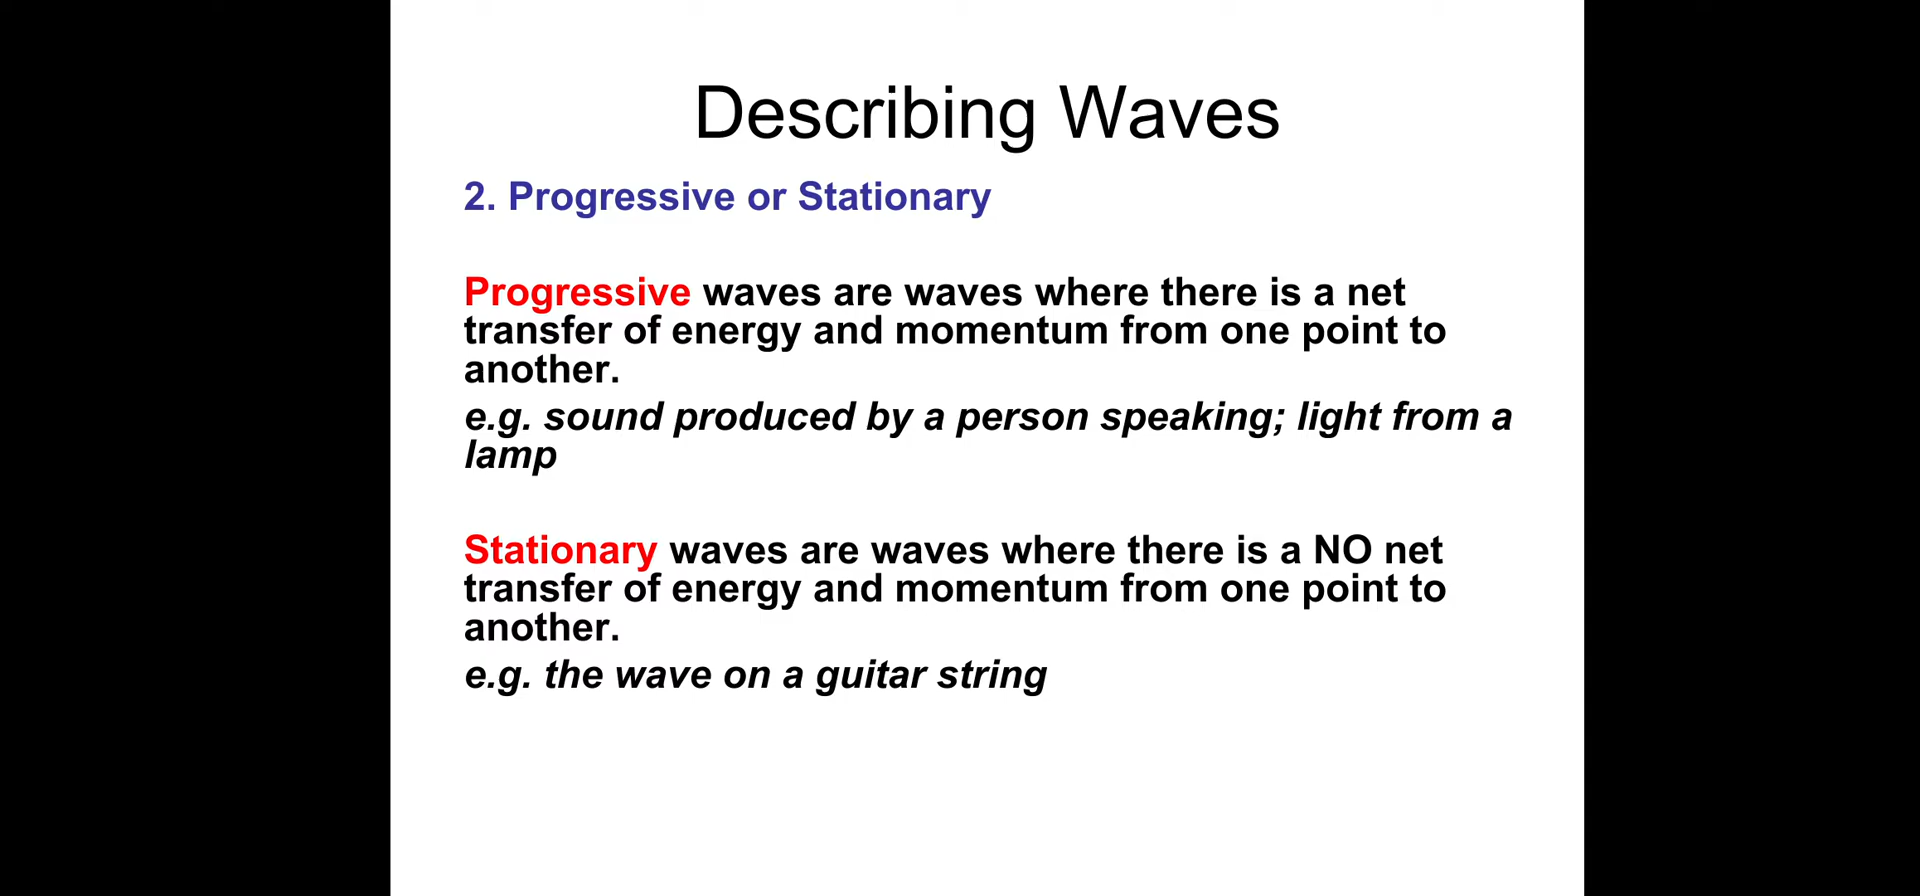 Describing Waves
2. Progressive or Stationary
Progressive waves are waves where there is a net
transfer of energy and momentum from one point to
another.
e.g. sound produced by a person speaking; light from a
lamp
Stationary waves are waves where there is a NO net
transfer of energy and momentum from one point to
another.
e.g. the wave on a guitar string